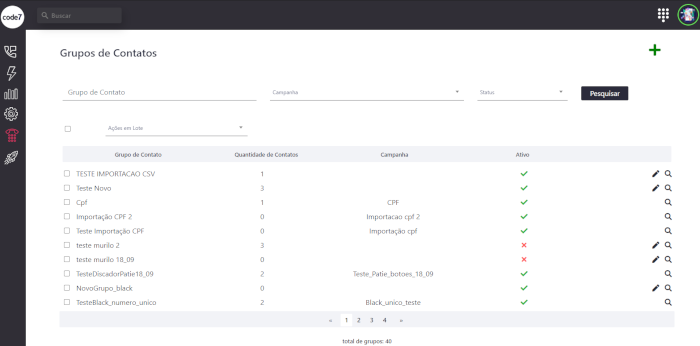 code7
Buscar
Grupos de Contatos
Grupo de Contato Campanha Status Pesquisar
Ações em Lote
Grupo de Contato Quantidade de Contatos Campanha Ativo
TESTE IMPORTACAO CSV 1
Teste Novo 3
Cpf 1 CPF
Importação CPF 2 0 Importacao cpf 2
Teste Importação CPF 0 Importação cpf
teste murilo 2 3
teste murilo 18_09 0
TesteDiscadorPatie18_09 2 Teste_Patie_botoes_18_09
NovoGrupo_black 0
TesteBlack_numero_unico 2 Black_unico_teste
« 1 2 3 4 »
total de grupos: 40